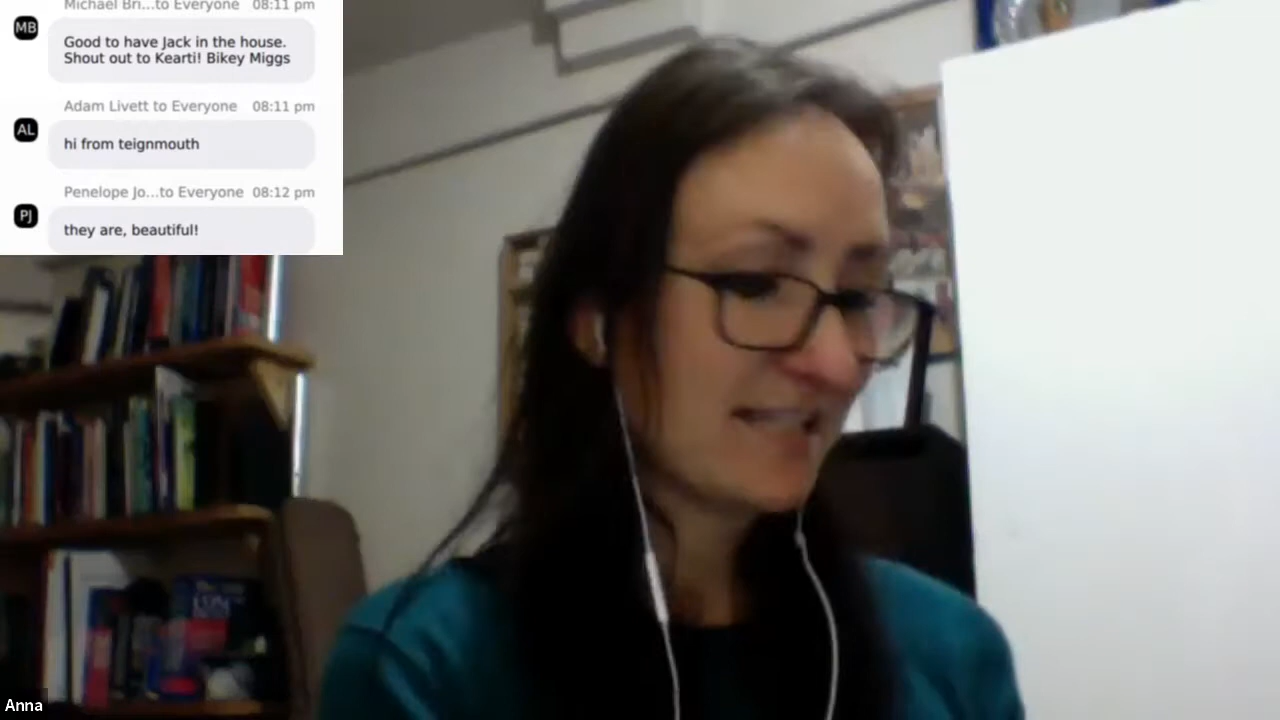 Michael Bri...to Everyone 08:11 pm
MB
Good to have Jack in the house.
Shout out to Kearti! Bikey Miggs
Adam Livett to Everyone 08:11 pm
AL
hi from teignmouth
Penelope Jo...to Everyone 08:12 pm
PJ
they are, beautiful!
Anna